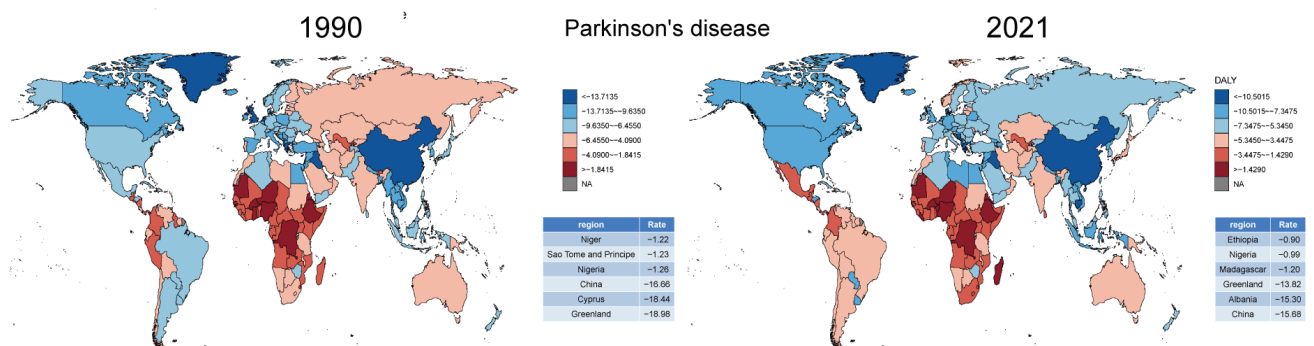 1990
Parkinson's disease
2021
<-13.7135
-13.7135~-9.6350
-9.6350~-6.4550
-6.4550~-4.0900
-4.0900~-1.8415
>-1.8415
NA
region Rate
Niger -1.22
Sao Tome and Principe -1.23
Nigeria -1.26
China -16.66
Cyprus -18.44
Greenland -18.98
DALY
<-10.5015
-10.5015~-7.3475
-7.3475~-5.3450
-5.3450~-3.4475
-3.4475~-1.4290
>-1.4290
NA
region Rate
Ethiopia -0.90
Nigeria -0.99
Madagascar -1.20
Greenland -13.82
Albania -15.30
China -15.68